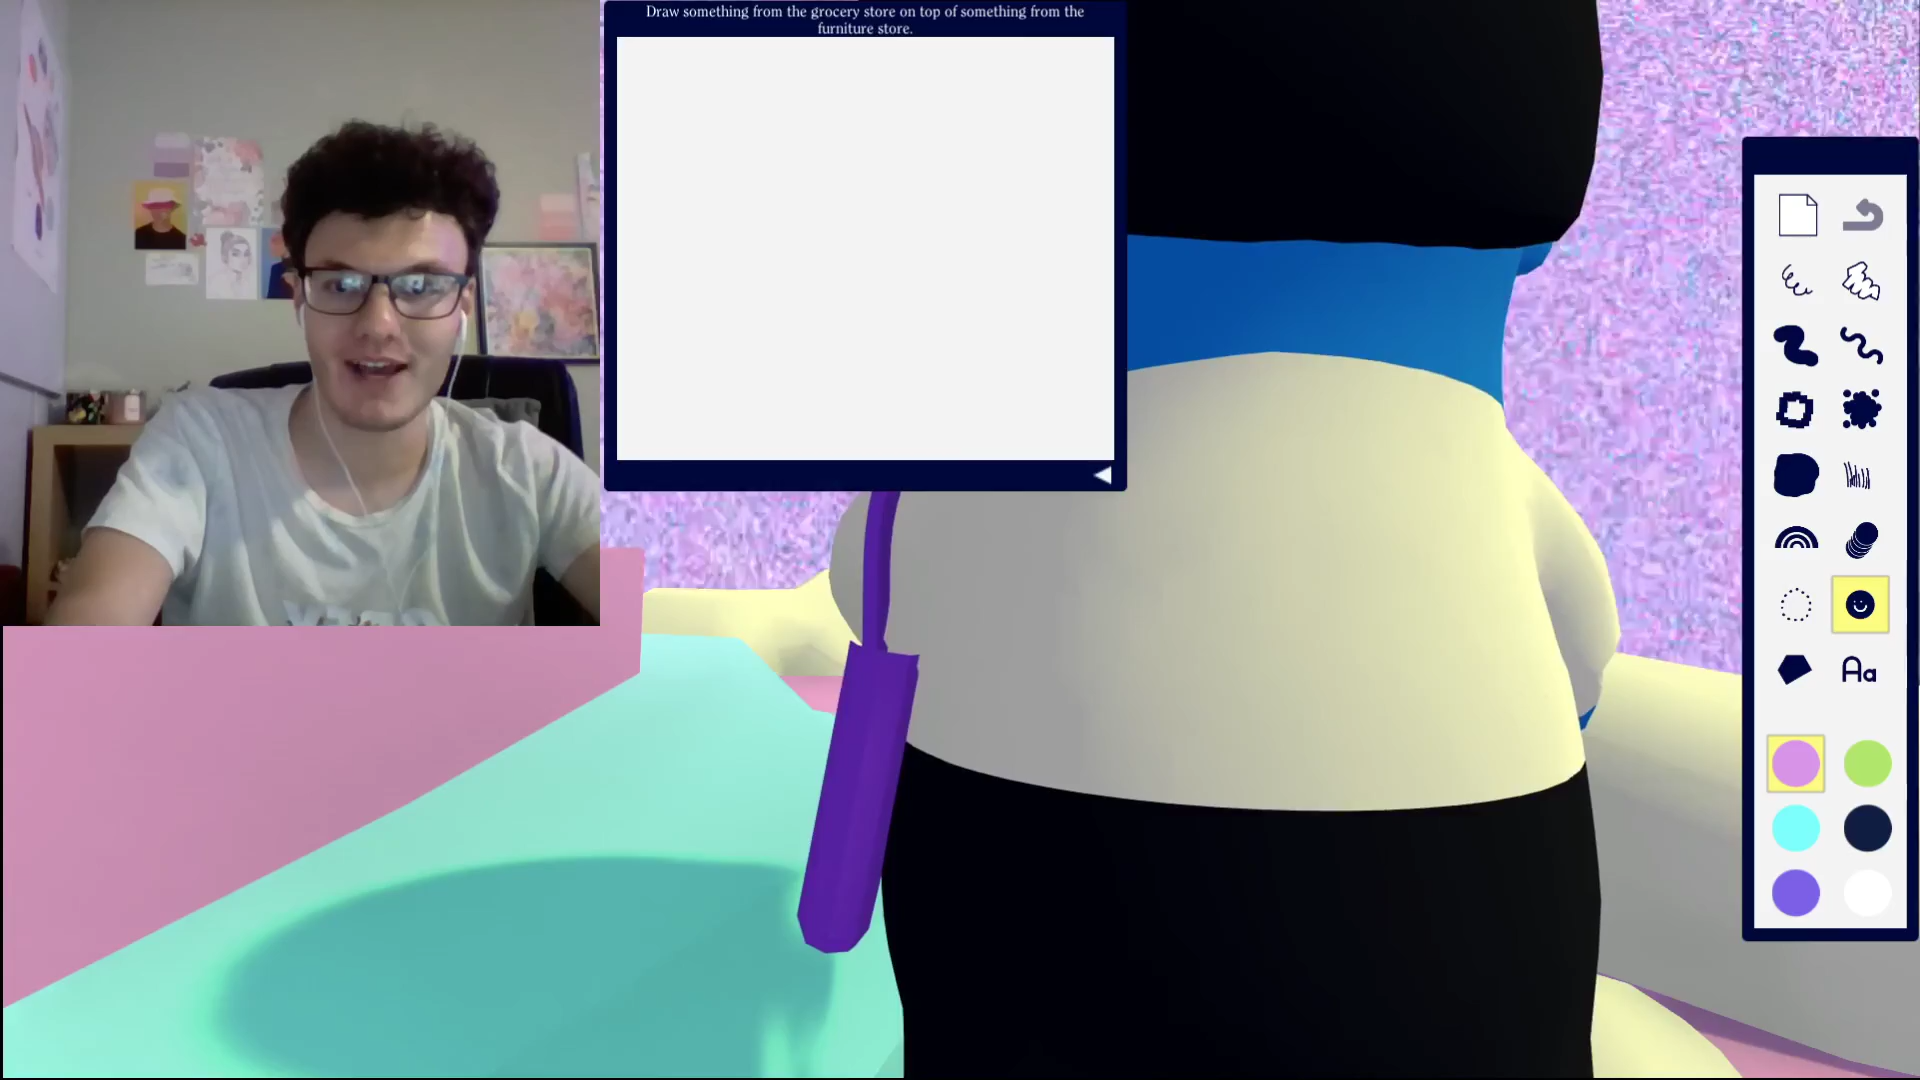 Draw something from the grocery store on top of something from the
furniture store.
Aa